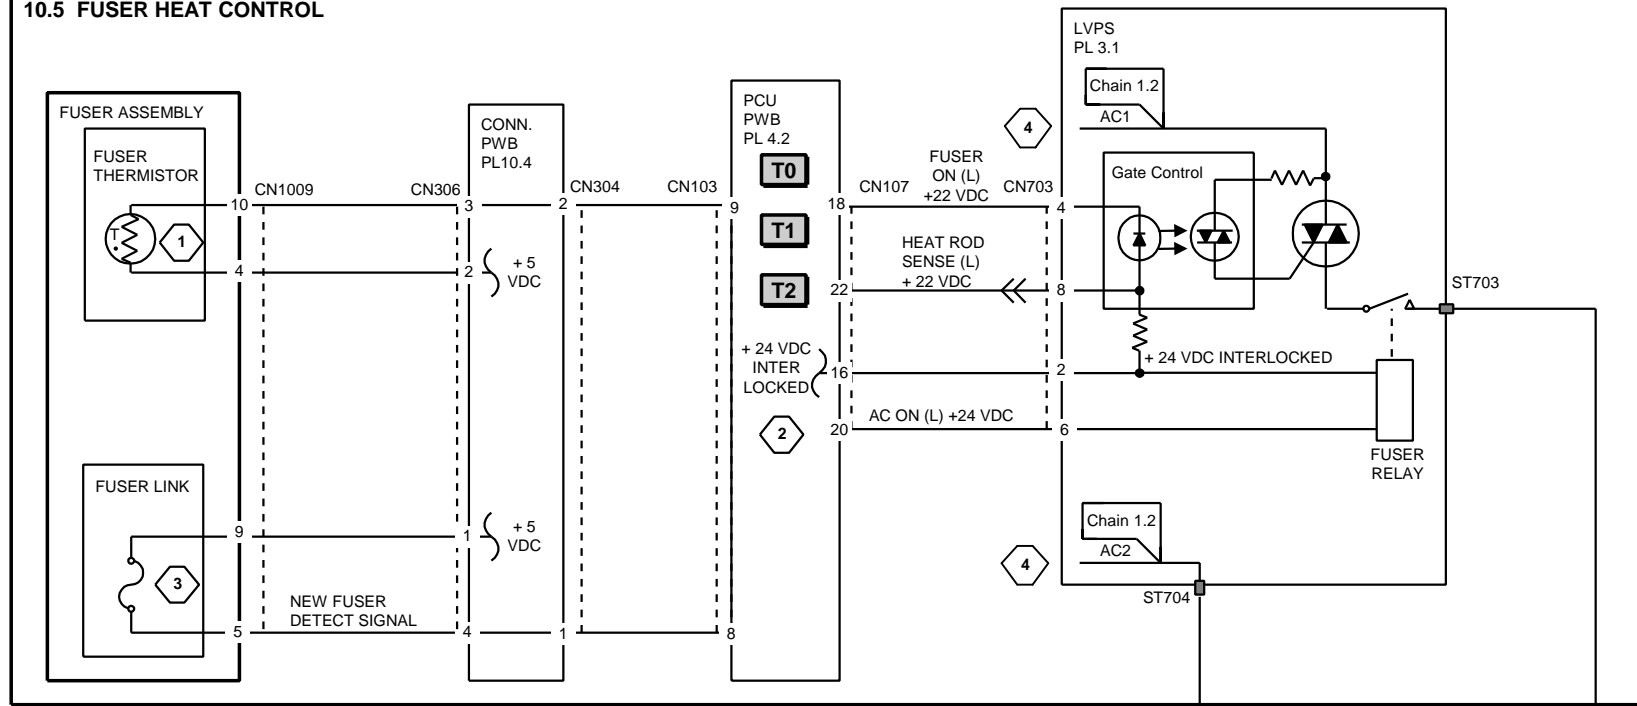 10.5 FUSER HEAT CONTROL
FUSER ASSEMBLY
FUSER
THERMISTOR
T
1
10
4
CN1009
CN306
FUSER LINK
3
9
5
NEW FUSER
DETECT SIGNAL
CONN.
PWB
PL10.4
3
2
2
+ 5
VDC
1
+ 5
VDC
4
1
CN304
CN103
PCU
PWB
PL 4.2
T0
T1
T2
9
18
22
+ 24 VDC
INTER
LOCKED
16
2
20
8
CN107
FUSER
ON (L)
+22 VDC
CN703
HEAT ROD
SENSE (L)
+ 22 VDC
AC ON (L) +24 VDC
4
LVPS
PL 3.1
Chain 1.2
AC1
Gate Control
4
8
2
6
+ 24 VDC INTERLOCKED
FUSER
RELAY
ST703
4
Chain 1.2
AC2
ST704